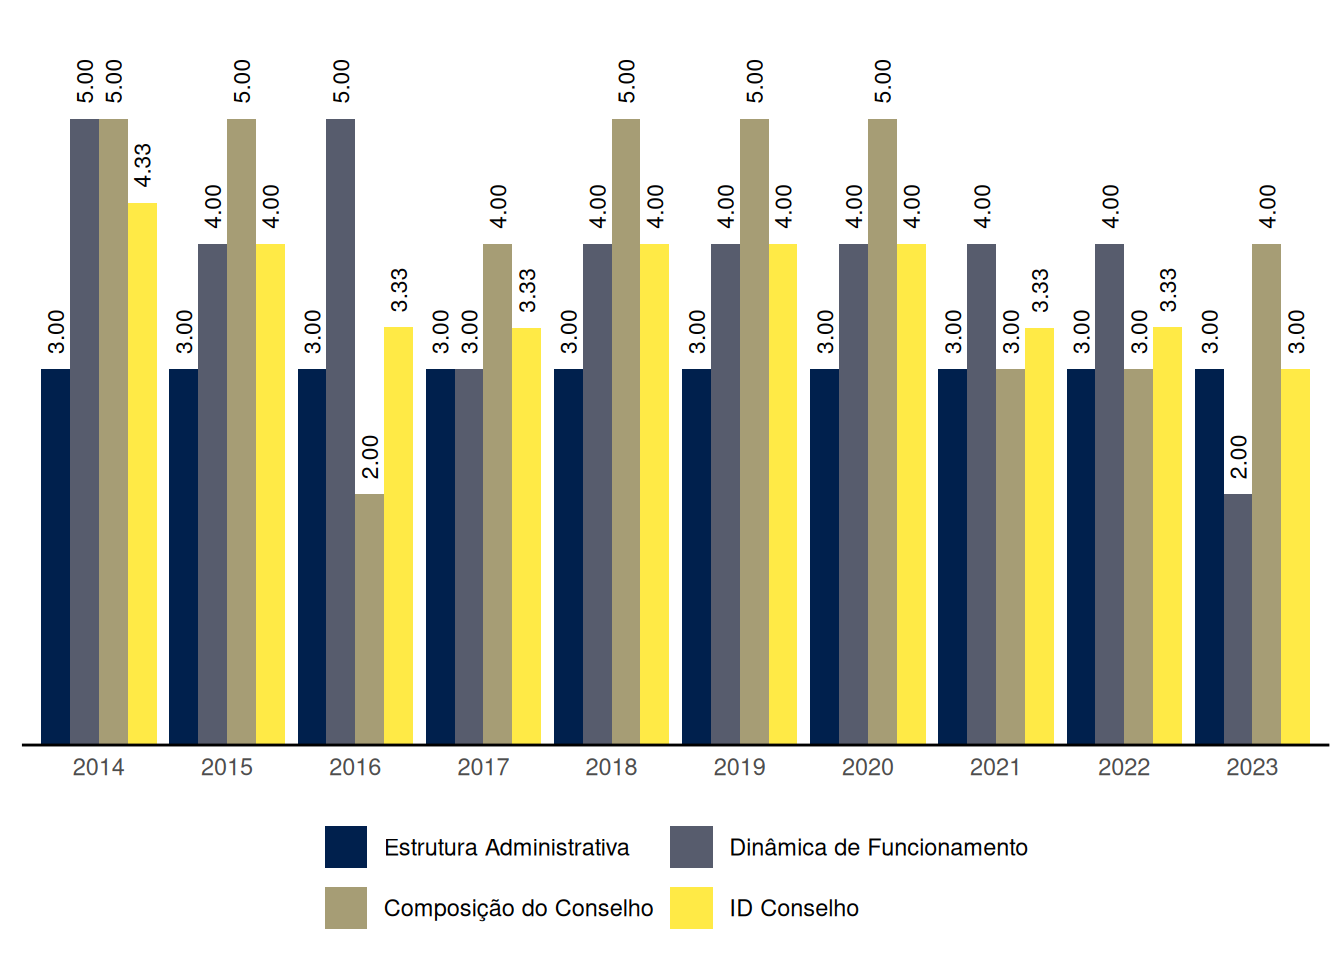 3.00 5.00 5.00 4.33 3.00 4.00 5.00 4.00 3.00 5.00 2.00 3.33 3.00 3.00 4.00 3.33 3.00 4.00 5.00 4.00 3.00 4.00 5.00 4.00 3.00 4.00 5.00 4.00 3.00 4.00 3.00 3.33 3.00 4.00 3.00 3.33 3.00 2.00 4.00 3.00
2014 2015 2016 2017 2018 2019 2020 2021 2022 2023
Estrutura Administrativa Dinâmica de Funcionamento
Composição do Conselho ID Conselho